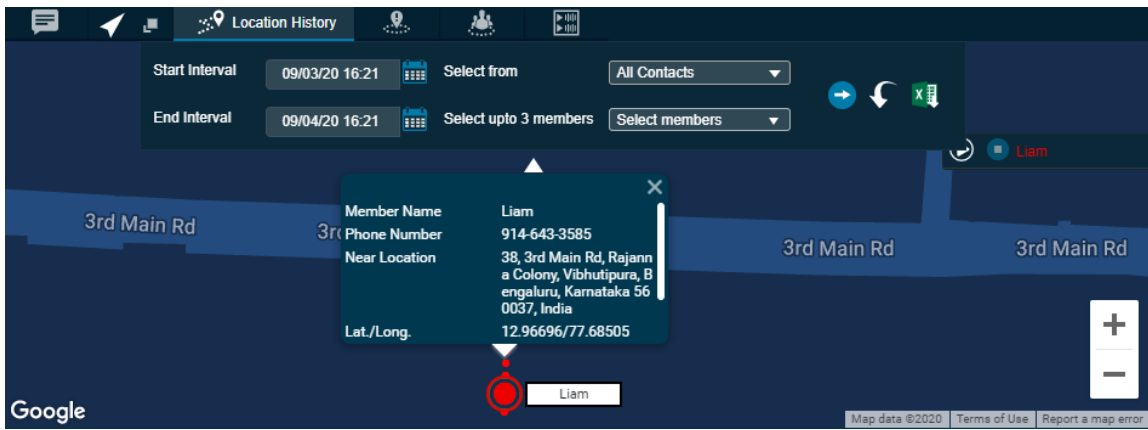 Location History
Start Interval 09/03/20 16:21 Select from All Contacts
End Interval 09/04/20 16:21 Select upto 3 members Select members
Liam
3rd Main Rd
Member Name Liam
Phone Number 914-643-3585
Near Location 38, 3rd Main Rd, Rajann
a Colony, Vibhutipura, B
engaluru, Karnataka 56
0037, India
Lat./Long. 12.96696/77.68505
3rd Main Rd
3rd Main Rd
Liam
Google
Map data ©2020 Terms of Use Report a map error